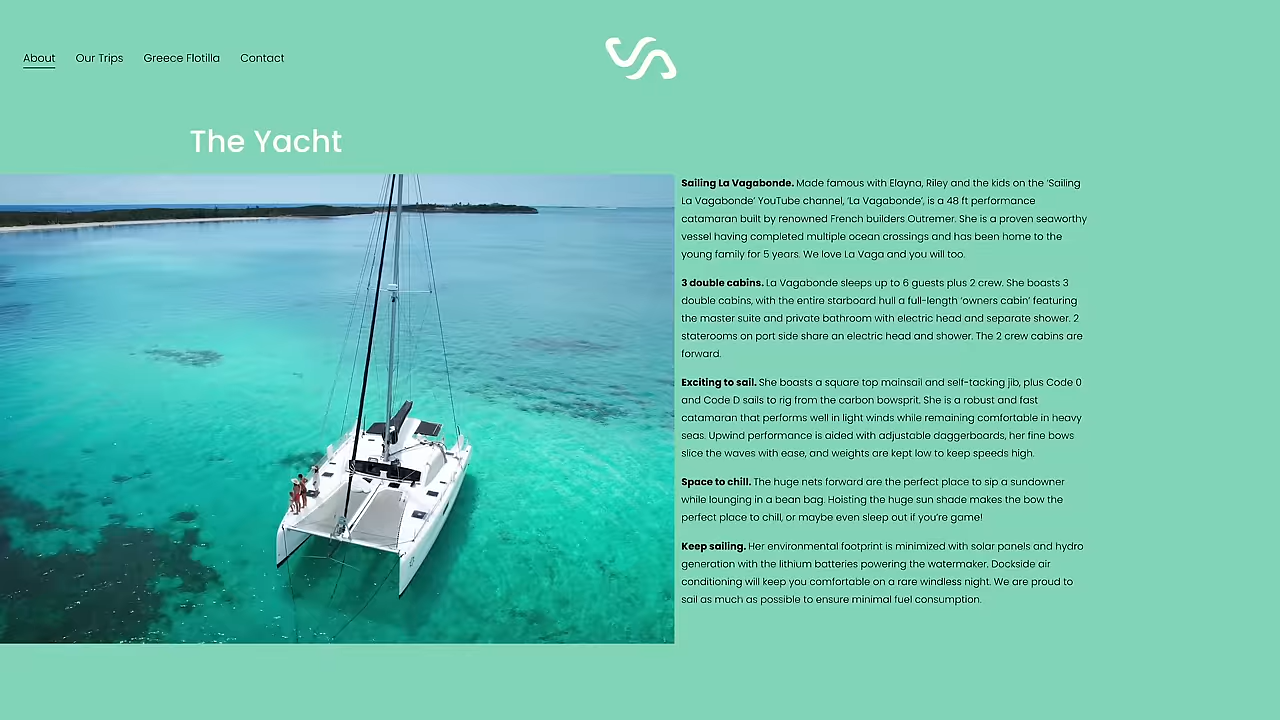 About Our Trips Greece Flotilla Contact
The Yacht
Sailing La Vagabonde. Made famous with Elayna, Riley and the kids on the 'Sailing
La Vagabonde' YouTube channel, 'La Vagabonde', is a 48 ft performance
catamaran built by renowned French builders Outremer. She is a proven seaworthy
vessel having completed multiple ocean crossings and has been home to the
young family for 5 years. We love La Vaga and you will too.
3 double cabins. La Vagabonde sleeps up to 6 guests plus 2 crew. She boasts 3
double cabins, with the entire starboard hull a full-length 'owners cabin' featuring
the master suite and private bathroom with electric head and separate shower. 2
staterooms on port side share an electric head and shower. The 2 crew cabins are
forward.
Exciting to sail. She boasts a square top mainsail and self-tacking jib, plus Code 0
and Code D sails to rig from the carbon bowsprit. She is a robust and fast
catamaran that performs well in light winds while remaining comfortable in heavy
seas. Upwind performance is aided with adjustable daggerboards, her fine bows
slice the waves with ease, and weights are kept low to keep speeds high.
Space to chill. The huge nets forward are the perfect place to sip a sundowner
while lounging in a bean bag. Hoisting the huge sun shade makes the bow the
perfect place to chill, or maybe even sleep out if you're game!
Keep sailing. Her environmental footprint is minimized with solar panels and hydro
generation with the lithium batteries powering the watermaker. Dockside air
conditioning will keep you comfortable on a rare windless night. We are proud to
sail as much as possible to ensure minimal fuel consumption.